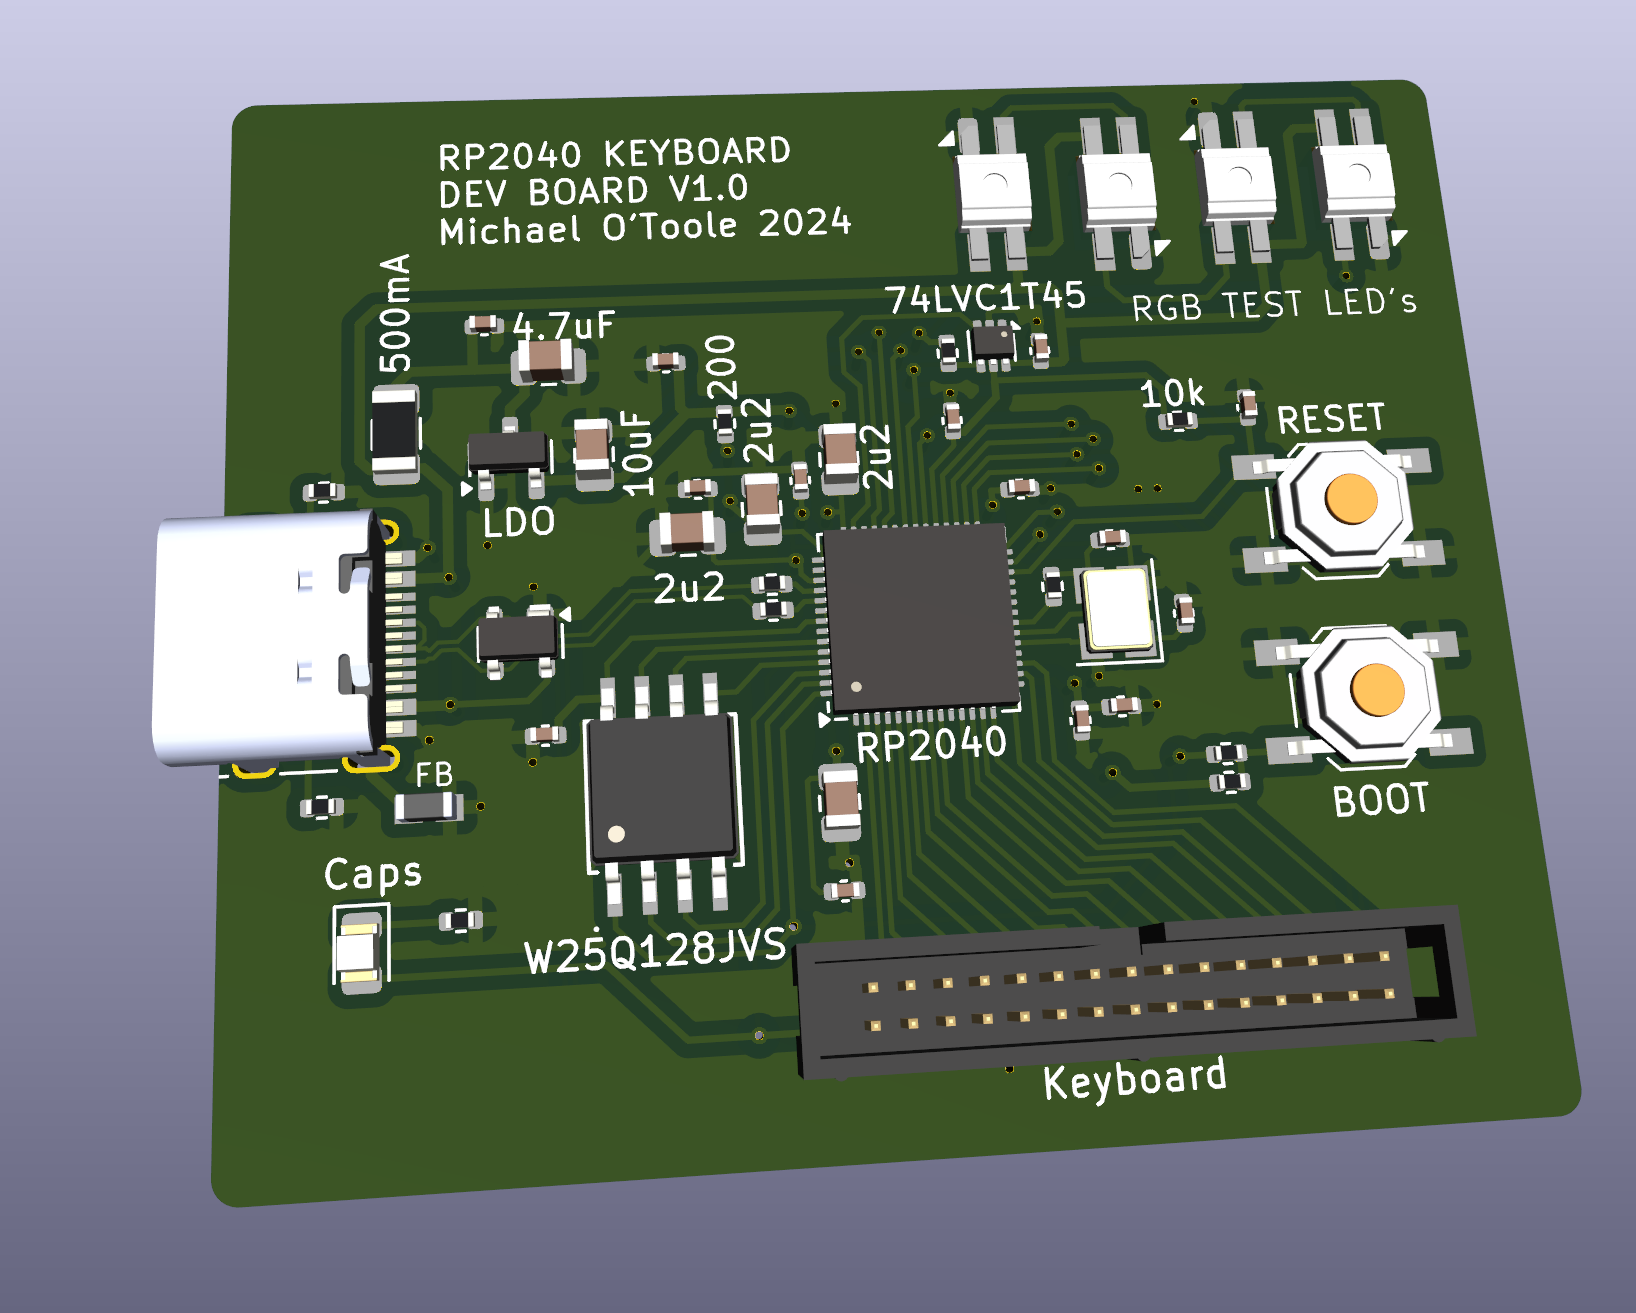 RP2040 KEYBOARD
DEV BOARD V1.0
Michael O'Toole 2024
500mA
4.7uF
74LVC1T45
RGB TEST LED's
200
2u2
10uF
2u2
10k
RESET
LDO
2u2
RP2040
FB
BOOT
Caps
W25Q128JVS
Keyboard